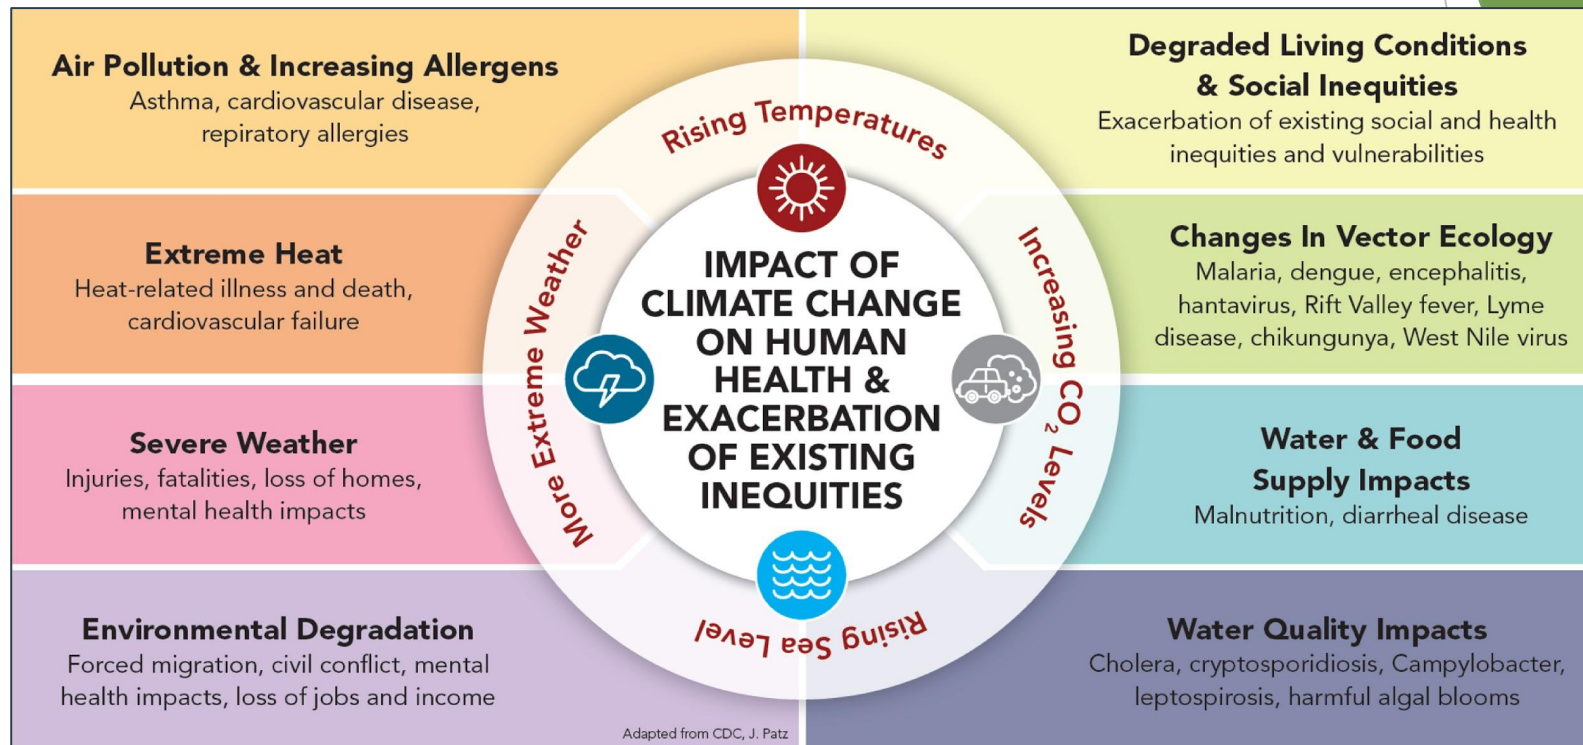 Air Pollution & Increasing Allergens
Asthma, cardiovascular disease,
repiratory allergies
Extreme Heat
Heat-related illness and death,
cardiovascular failure
Severe Weather
Injuries, fatalities, loss of homes,
mental health impacts
Environmental Degradation
Forced migration, civil conflict, mental
health impacts, loss of jobs and income
Adapted from CDC, J. Patz
Rising Temperatures
More Extreme Weather
IMPACT OF
CLIMATE CHANGE
ON HUMAN
HEALTH &
EXACERBATION
OF EXISTING
INEQUITIES
Increasing CO₂ Levels
Rising Sea Level
Degraded Living Conditions
& Social Inequities
Exacerbation of existing social and health
inequities and vulnerabilities
Changes In Vector Ecology
Malaria, dengue, encephalitis,
hantavirus, Rift Valley fever, Lyme
disease, chikungunya, West Nile virus
Water & Food
Supply Impacts
Malnutrition, diarrheal disease
Water Quality Impacts
Cholera, cryptosporidiosis, Campylobacter,
leptospirosis, harmful algal blooms